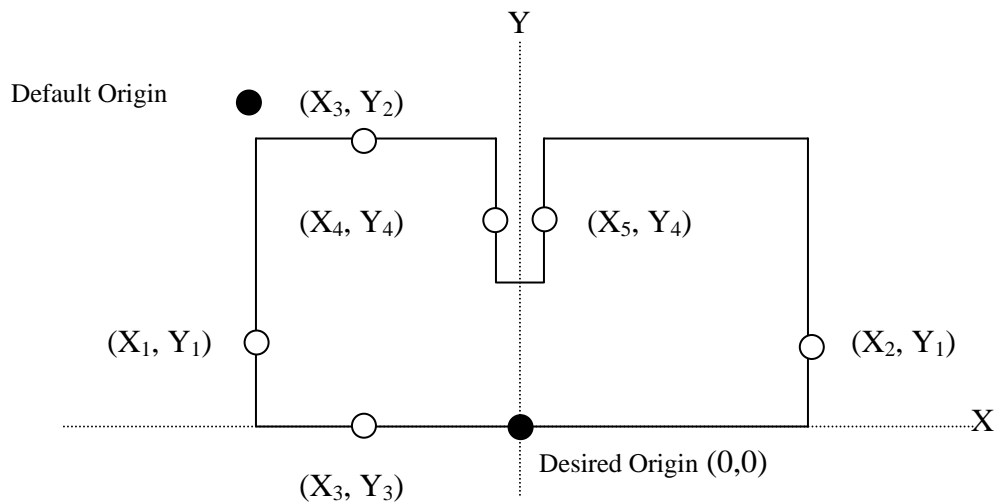 Y
Default Origin
(X₃, Y₂)
(X₄, Y₄)
(X₅, Y₄)
(X₁, Y₁)
(X₂, Y₁)
X
Desired Origin (0,0)
(X₃, Y₃)